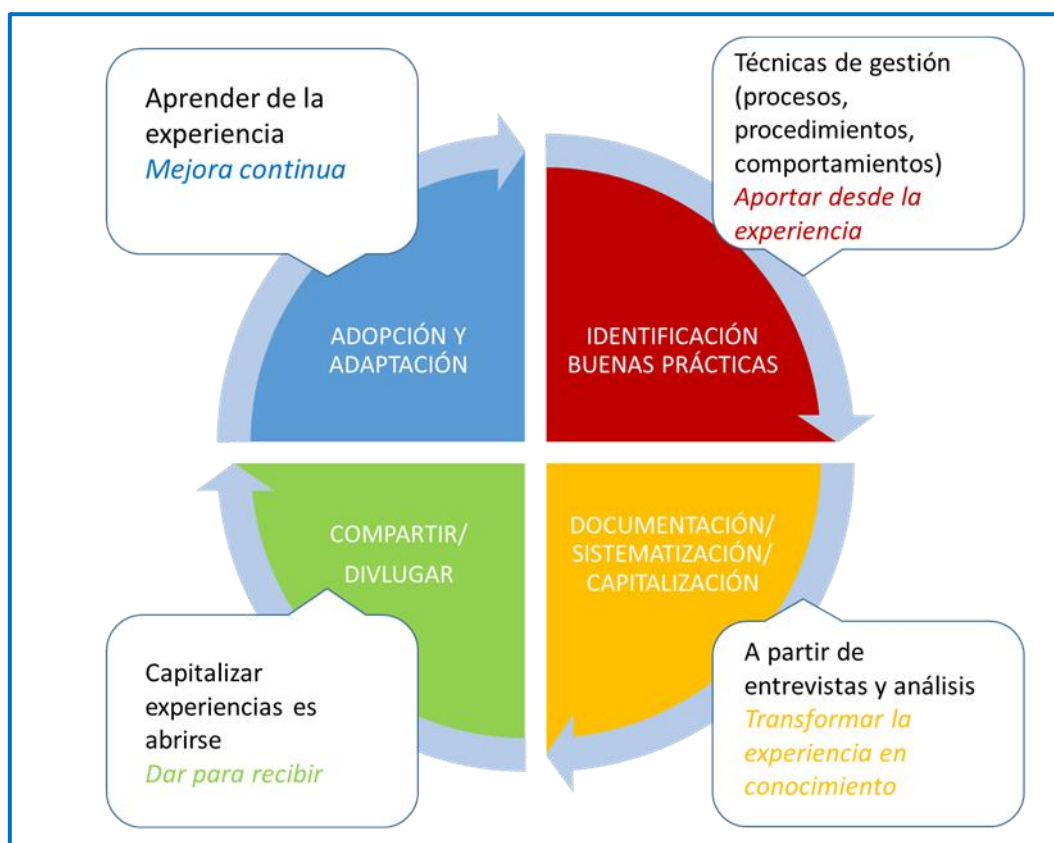 Aprender de la
experiencia
Mejora continua
Técnicas de gestión
(procesos,
procedimientos,
comportamientos)
Aportar desde la
experiencia
ADOPCIÓN Y
ADAPTACIÓN
IDENTIFICACIÓN
BUENAS PRÁCTICAS
COMPARTIR/
DIVLUGAR
DOCUMENTACIÓN/
SISTEMATIZACIÓN/
CAPITALIZACIÓN
Capitalizar
experiencias es
abrirse
Dar para recibir
A partir de
entrevistas y análisis
Transformar la
experiencia en
conocimiento